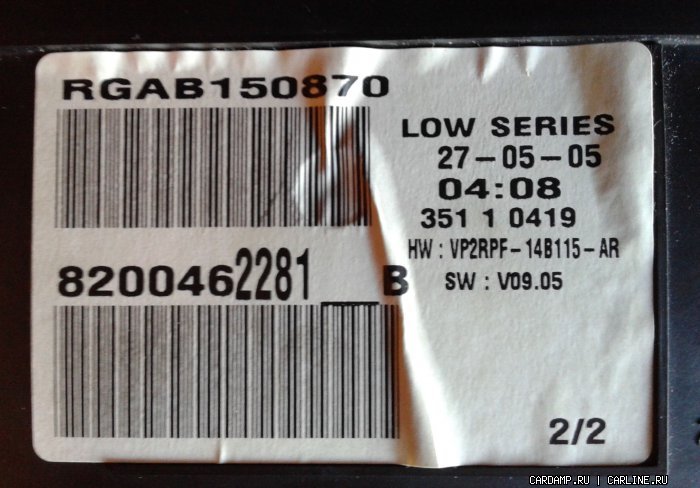 RGAB150870
LOW SERIES
27-05-05
04:08
351 1 0419
HW : VP2RPF-14B115-AR
SW : V09.05
8200462281__B
2/2
CARDAMP.RU | CARLINE.RU